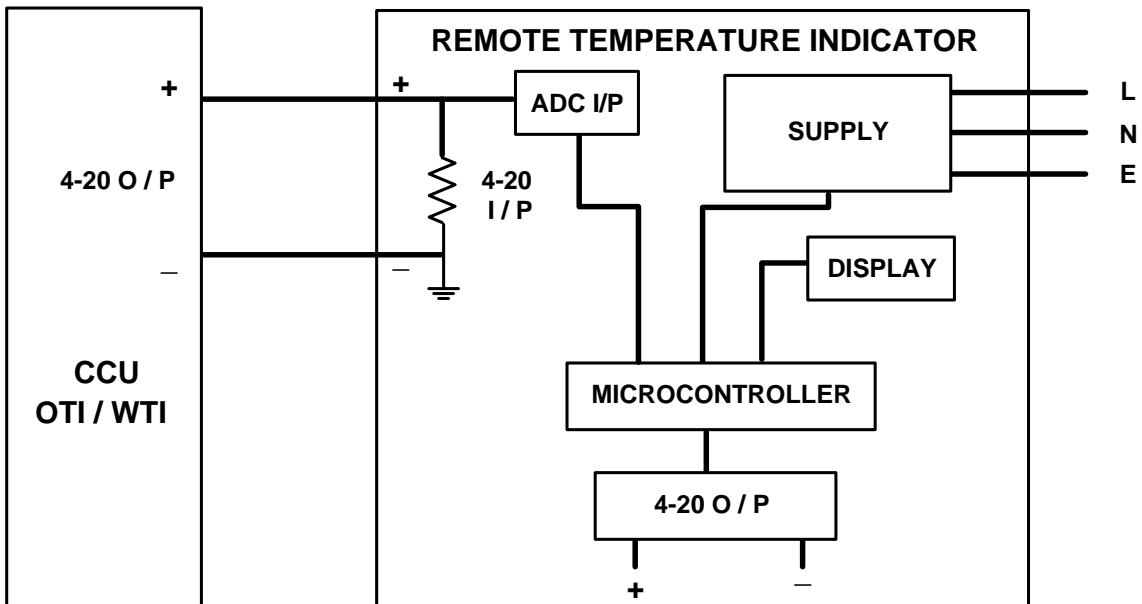 REMOTE TEMPERATURE INDICATOR
+
+
ADC I/P
SUPPLY
L
N
E
4-20 O / P
4-20
I / P
–
–
DISPLAY
CCU
OTI / WTI
MICROCONTROLLER
4-20 O / P
+
–